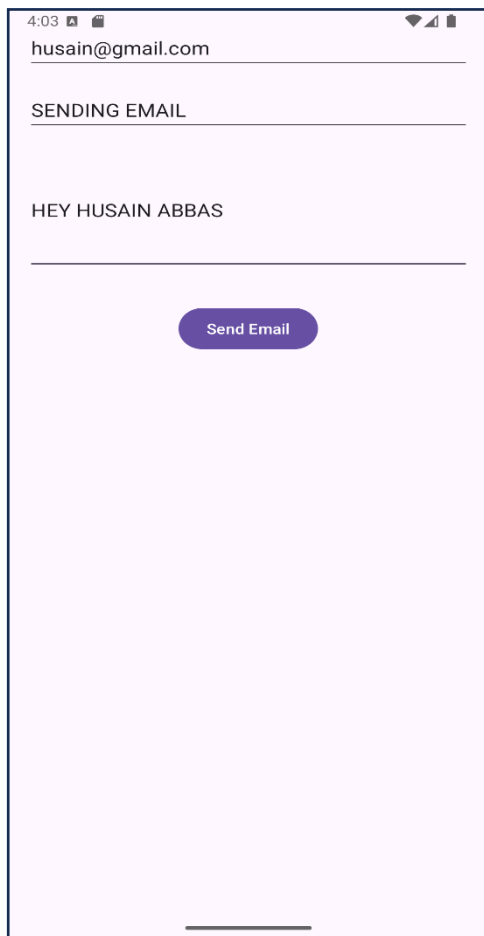 4:03
husain@gmail.com
SENDING EMAIL
HEY HUSAIN ABBAS
Send Email